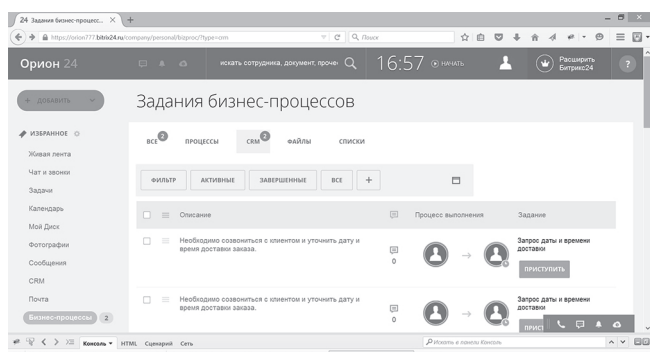 24 Задания бизнес-процесс... × +
https://orion777.bitrix24.ru/company/personal/bizproc/?type=crm
Поиск
Орион 24
искать сотрудника, документ, прочее
16:57 НАЧАТЬ
Расширить
Битрикс24
?
+ ДОБАВИТЬ
Задания бизнес-процессов
ИЗБРАННОЕ
ВСЕ 2 ПРОЦЕССЫ CRM 2 ФАЙЛЫ СПИСКИ
Живая лента
Чат и звонки
Задачи
Календарь
Мой Диск
Фотографии
Сообщения
CRM
Почта
Бизнес-процессы 2
ФИЛЬТР АКТИВНЫЕ ЗАВЕРШЕННЫЕ ВСЕ +
Описание Процесс выполнения Задание
Необходимо созвониться с клиентом и уточнить дату и
время доставки заказа.
0
Запрос даты и времени
доставки
ПРИСТУПИТЬ
Необходимо созвониться с клиентом и уточнить дату и
время доставки заказа.
0
Запрос даты и времени
доставки
ПРИСТ
Консоль HTML Сценарий Сеть
Искать в панели Консоль